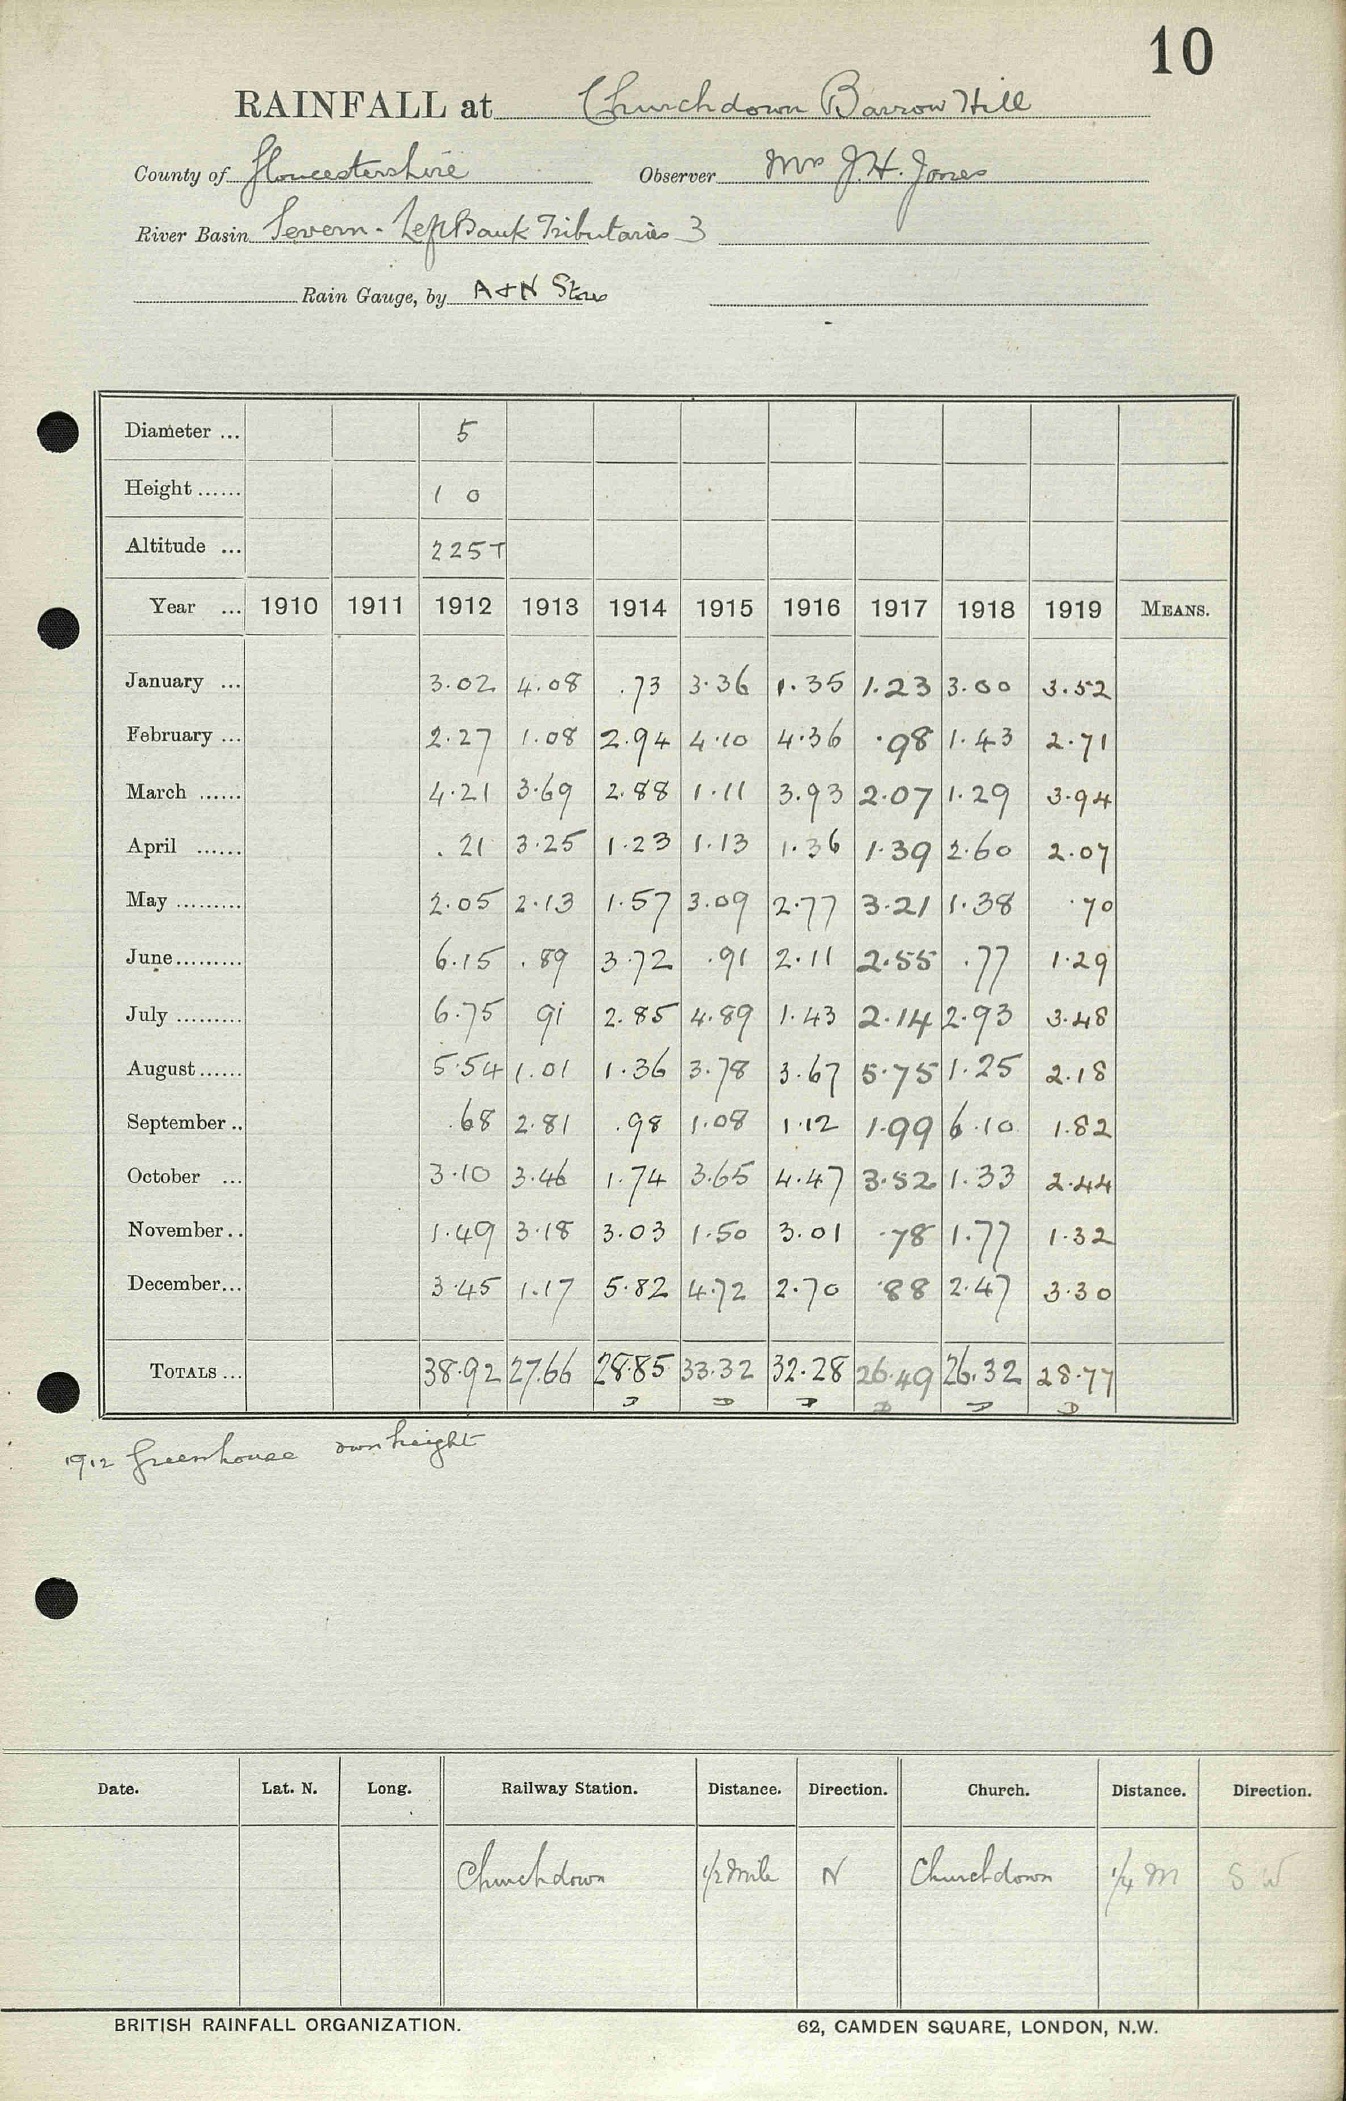 10
RAINFALL at Churchdown Barrow Hill
County of Gloucestershire Observer Mrs J. H. Jones
River Basin Severn - Left Bank Tributaries 3
Rain Gauge, by A & N Stores
Diameter ... 5
Height ...... 1 0
Altitude ... 225T
Year ... 1910 1911 1912 1913 1914 1915 1916 1917 1918 1919 MEANS.
January ... 3.02 4.08 .73 3.36 1.35 1.23 3.00 3.52
February ... 2.27 1.08 2.94 4.10 4.36 .98 1.43 2.71
March ...... 4.21 3.69 2.88 1.11 3.93 2.07 1.29 3.94
April ...... .21 3.25 1.23 1.13 1.36 1.39 2.60 2.07
May ......... 2.05 2.13 1.57 3.09 2.77 3.21 1.38 .70
June ......... 6.15 .89 3.72 .91 2.11 2.55 .77 1.29
July ......... 6.75 91 2.85 4.89 1.43 2.14 2.93 3.48
August ...... 5.54 1.01 1.36 3.78 3.67 5.75 1.25 2.18
September .. .68 2.81 .98 1.08 1.12 1.99 6.10 1.82
October ... 3.10 3.46 1.74 3.65 4.47 3.52 1.33 2.44
November .. 1.49 3.18 3.03 1.50 3.01 .78 1.77 1.32
December ... 3.45 1.17 5.82 4.72 2.70 .88 2.47 3.30
TOTALS ... 38.92 27.66 28.85 33.32 32.28 26.49 26.32 28.77
D D D D D D
1912 Greenhouse own height
Date. Lat. N. Long. Railway Station. Distance. Direction. Church. Distance. Direction.
Churchdown 1/2 Mile N Churchdown 1/4 M S W
BRITISH RAINFALL ORGANIZATION. 62, CAMDEN SQUARE, LONDON, N.W.